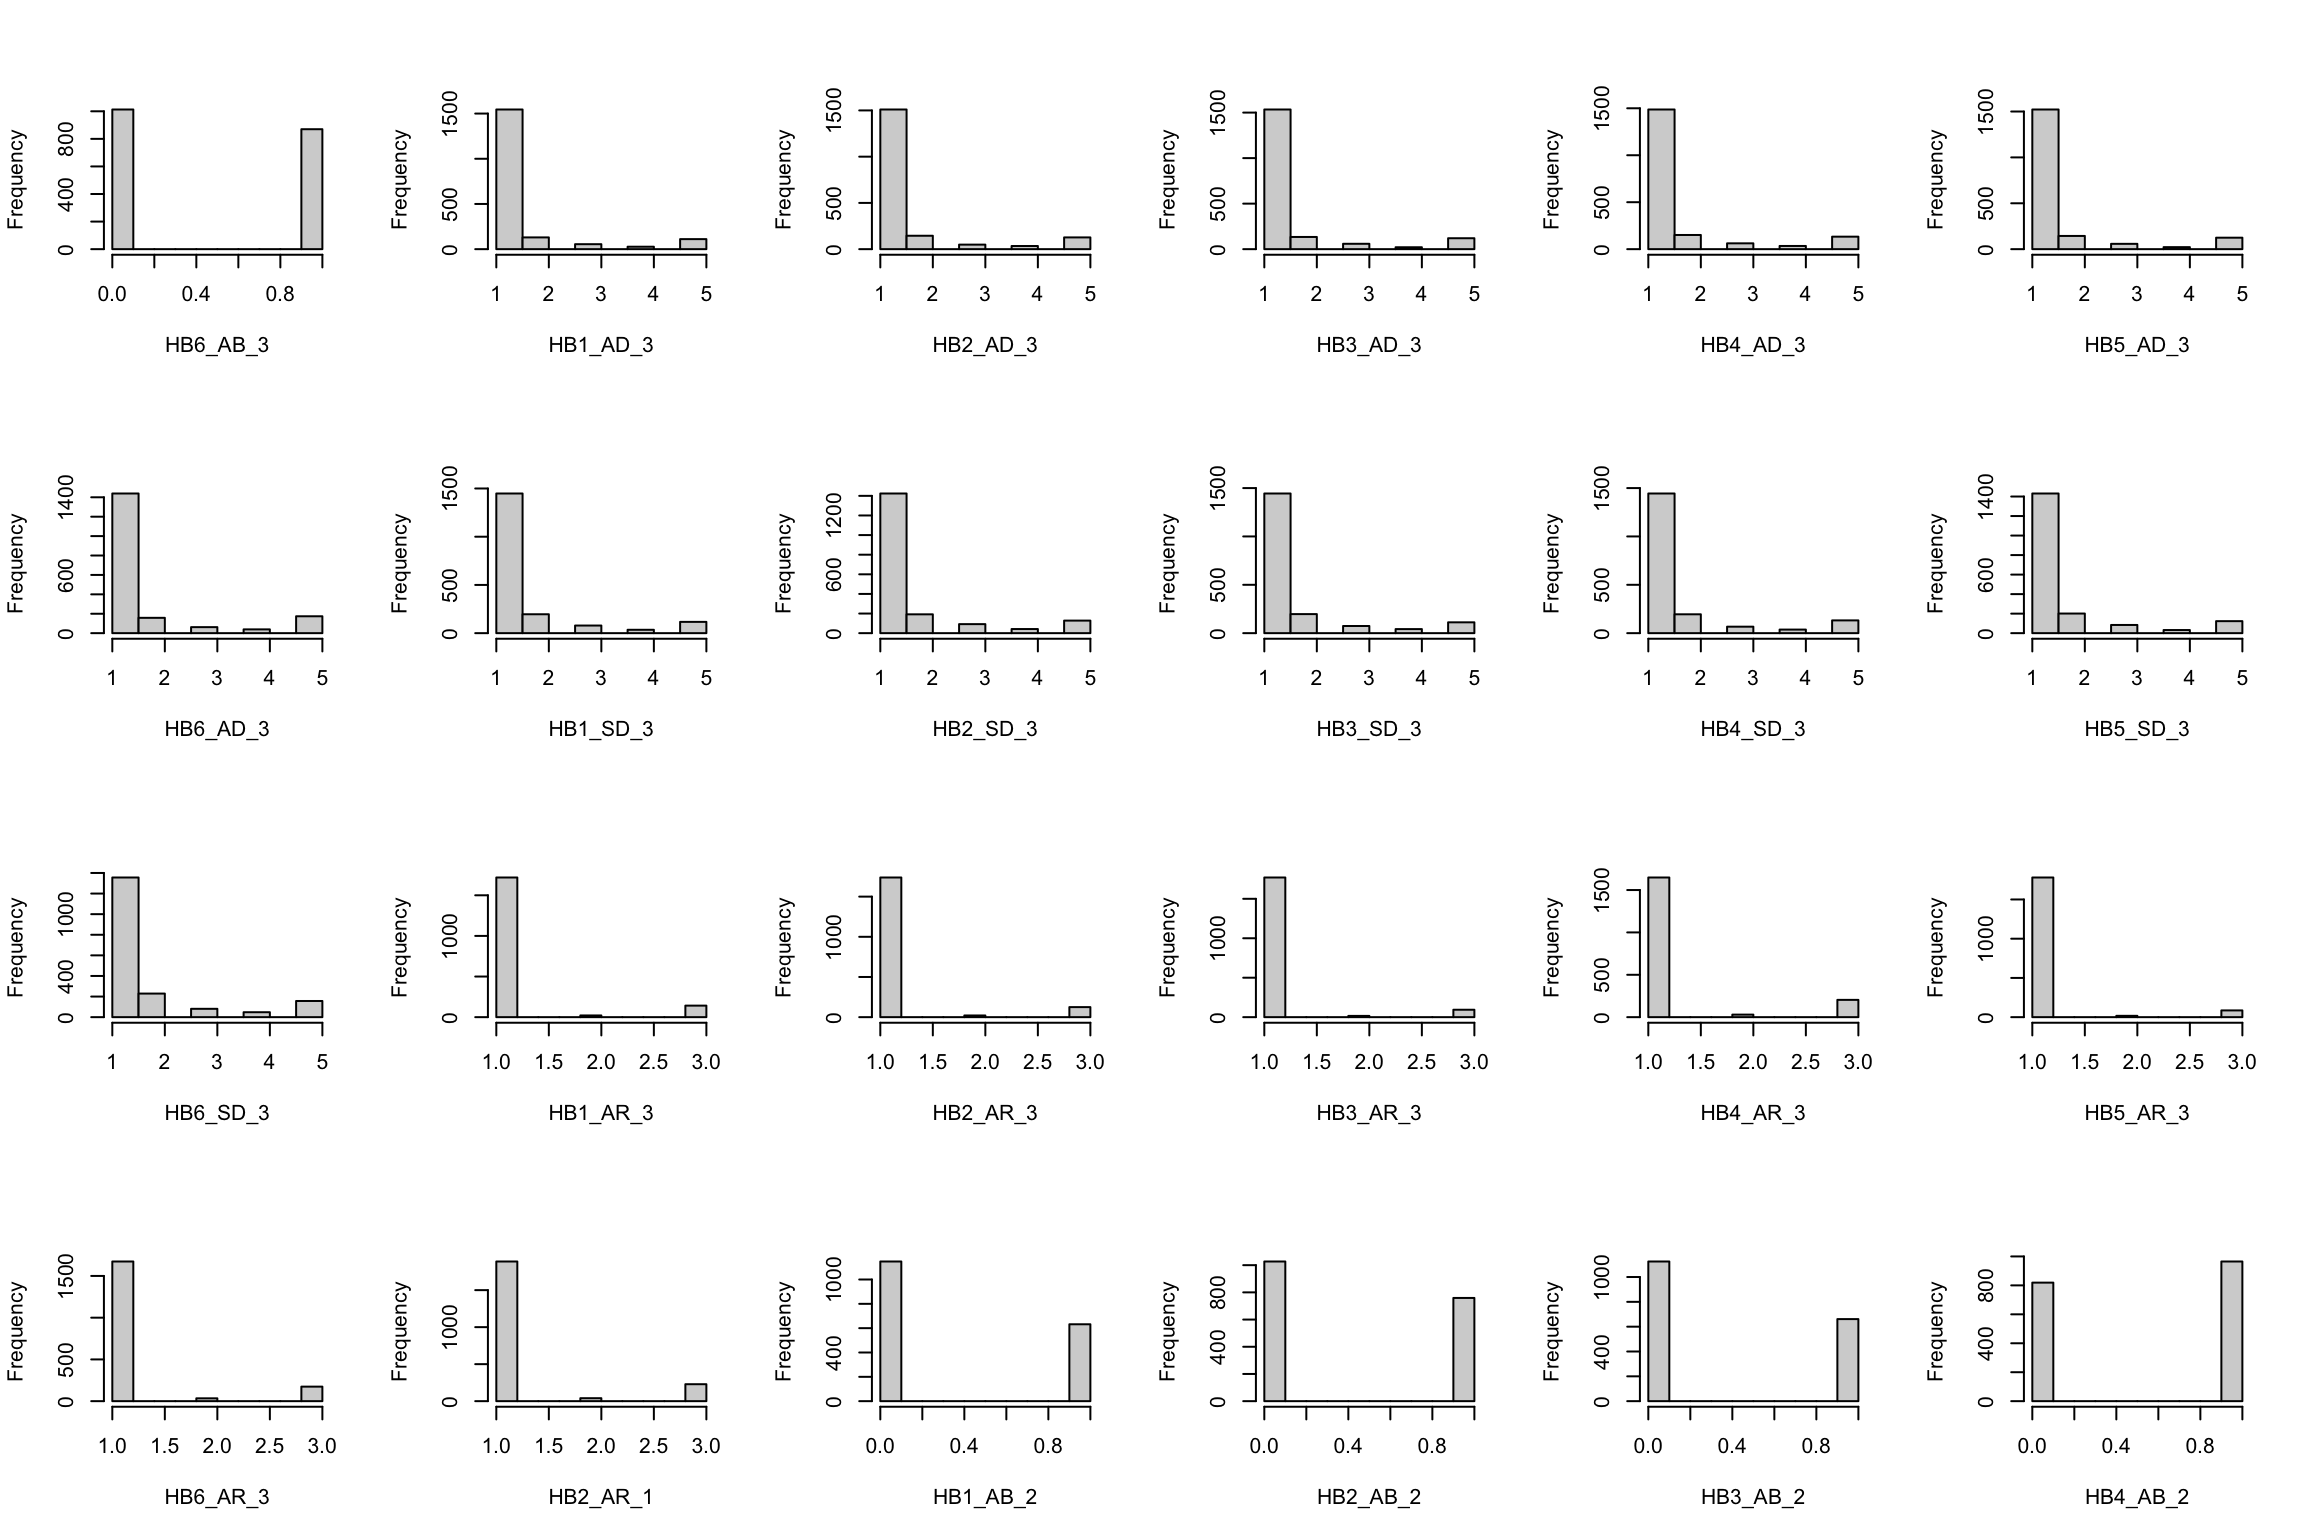 Frequency
0 400 800
0.0 0.4 0.8
HB6_AB_3
Frequency
0 500 1500
1 2 3 4 5
HB1_AD_3
Frequency
0 500 1500
1 2 3 4 5
HB2_AD_3
Frequency
0 500 1500
1 2 3 4 5
HB3_AD_3
Frequency
0 500 1500
1 2 3 4 5
HB4_AD_3
Frequency
0 500 1500
1 2 3 4 5
HB5_AD_3
Frequency
0 600 1400
1 2 3 4 5
HB6_AD_3
Frequency
0 500 1500
1 2 3 4 5
HB1_SD_3
Frequency
0 600 1200
1 2 3 4 5
HB2_SD_3
Frequency
0 500 1500
1 2 3 4 5
HB3_SD_3
Frequency
0 500 1500
1 2 3 4 5
HB4_SD_3
Frequency
0 600 1400
1 2 3 4 5
HB5_SD_3
Frequency
0 400 1000
1 2 3 4 5
HB6_SD_3
Frequency
0 1000
1.0 1.5 2.0 2.5 3.0
HB1_AR_3
Frequency
0 1000
1.0 1.5 2.0 2.5 3.0
HB2_AR_3
Frequency
0 1000
1.0 1.5 2.0 2.5 3.0
HB3_AR_3
Frequency
0 500 1500
1.0 1.5 2.0 2.5 3.0
HB4_AR_3
Frequency
0 1000
1.0 1.5 2.0 2.5 3.0
HB5_AR_3
Frequency
0 500 1500
1.0 1.5 2.0 2.5 3.0
HB6_AR_3
Frequency
0 1000
1.0 1.5 2.0 2.5 3.0
HB2_AR_1
Frequency
0 400 1000
0.0 0.4 0.8
HB1_AB_2
Frequency
0 400 800
0.0 0.4 0.8
HB2_AB_2
Frequency
0 400 1000
0.0 0.4 0.8
HB3_AB_2
Frequency
0 400 800
0.0 0.4 0.8
HB4_AB_2